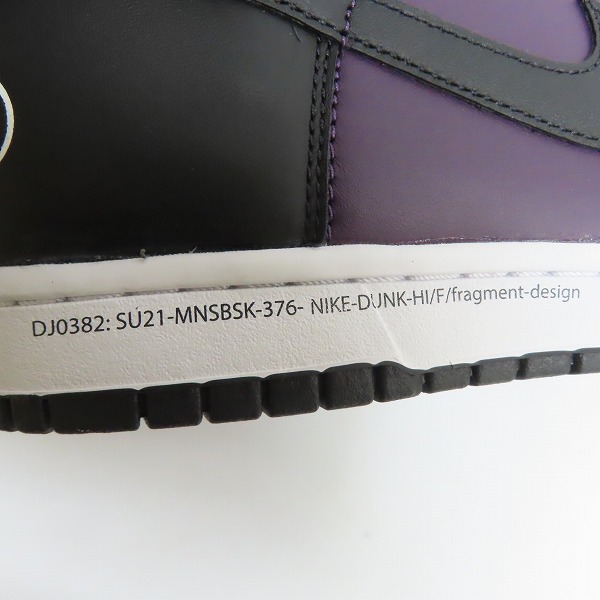 DJ0382: SU21-MNSBSK-376- NIKE-DUNK-HI/F/fragment-design